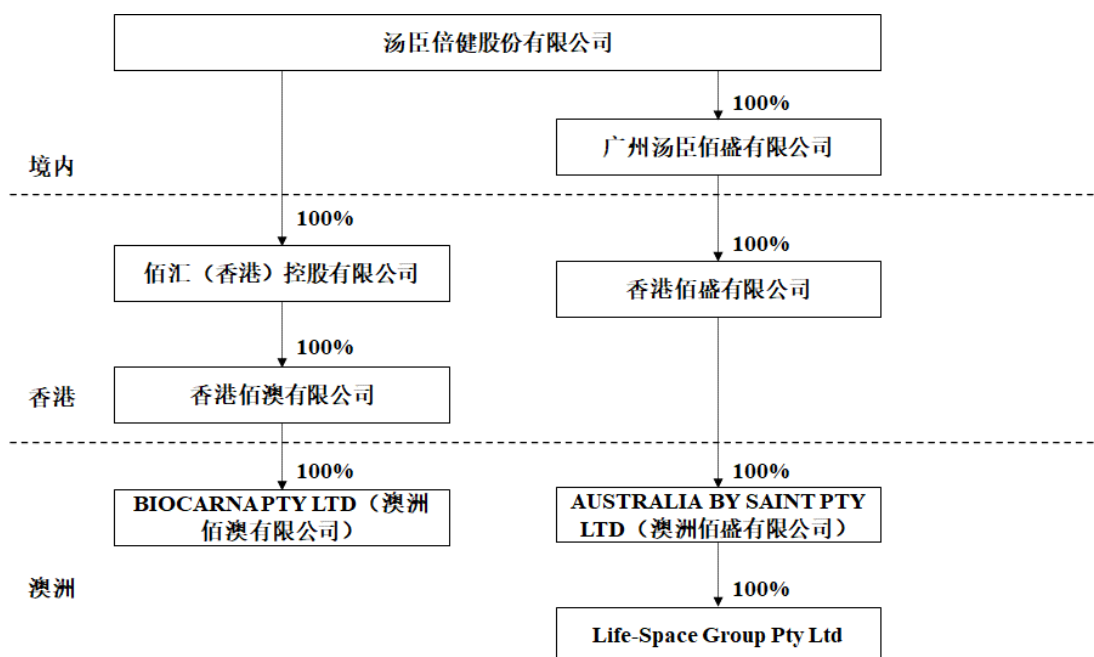 汤臣倍健股份有限公司
100%
广州汤臣佰盛有限公司
境内
100%
100%
佰汇（香港）控股有限公司
香港佰盛有限公司
100%
香港佰澳有限公司
香港
100%
100%
BIOCARNA PTY LTD（澳洲
佰澳有限公司）
AUSTRALIA BY SAINT PTY
LTD（澳洲佰盛有限公司）
澳洲
100%
Life-Space Group Pty Ltd